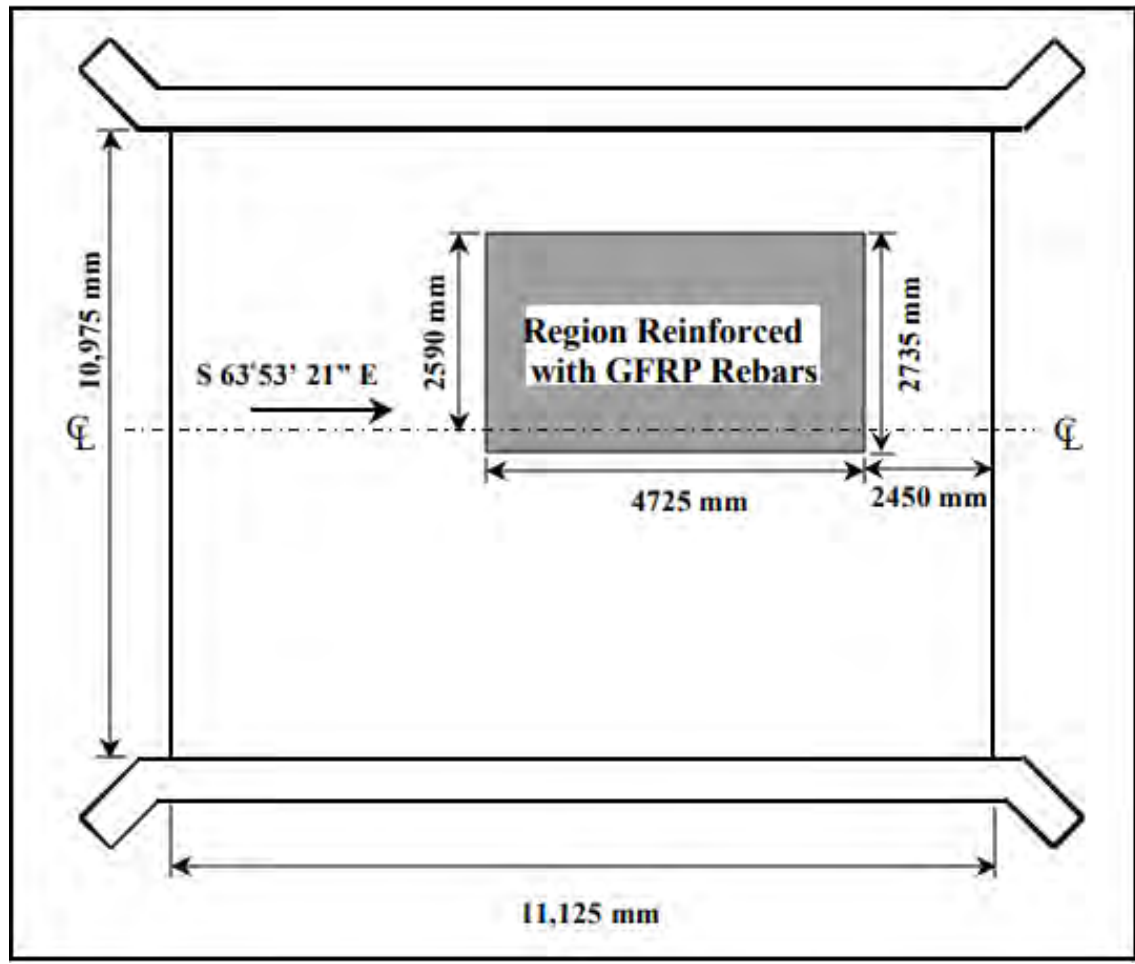 10,975 mm
2590 mm
Region Reinforced
with GFRP Rebars
2735 mm
S 63°53' 21” E
℄
℄
4725 mm
2450 mm
11,125 mm